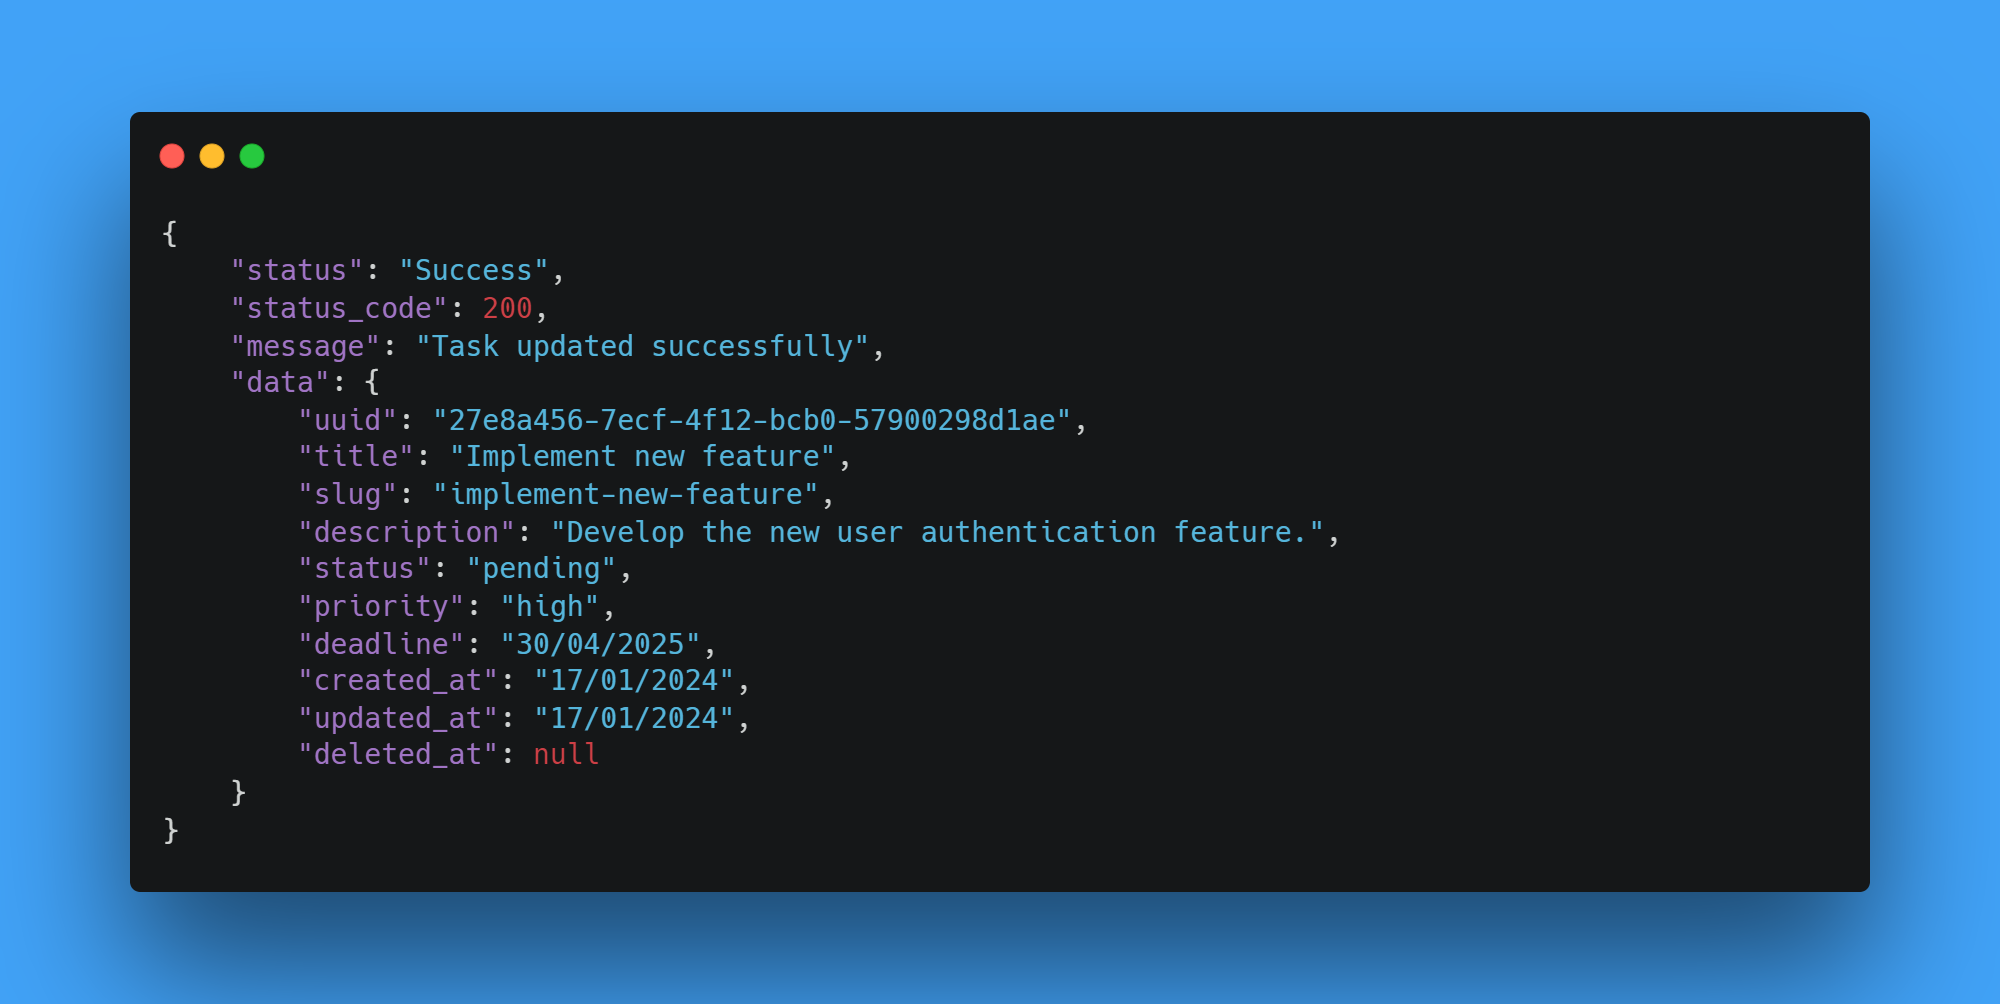 {
    "status": "Success",
    "status_code": 200,
    "message": "Task updated successfully",
    "data": {
        "uuid": "27e8a456-7ecf-4f12-bcb0-57900298d1ae",
        "title": "Implement new feature",
        "slug": "implement-new-feature",
        "description": "Develop the new user authentication feature.",
        "status": "pending",
        "priority": "high",
        "deadline": "30/04/2025",
        "created_at": "17/01/2024",
        "updated_at": "17/01/2024",
        "deleted_at": null
    }
}